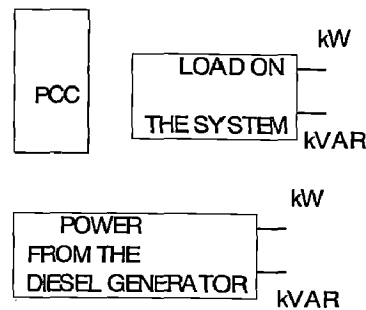 kW
LOAD ON
PCC
THE SYSTEM
kVAR
kW
POWER
FROM THE
DIESEL GENERATOR
kVAR